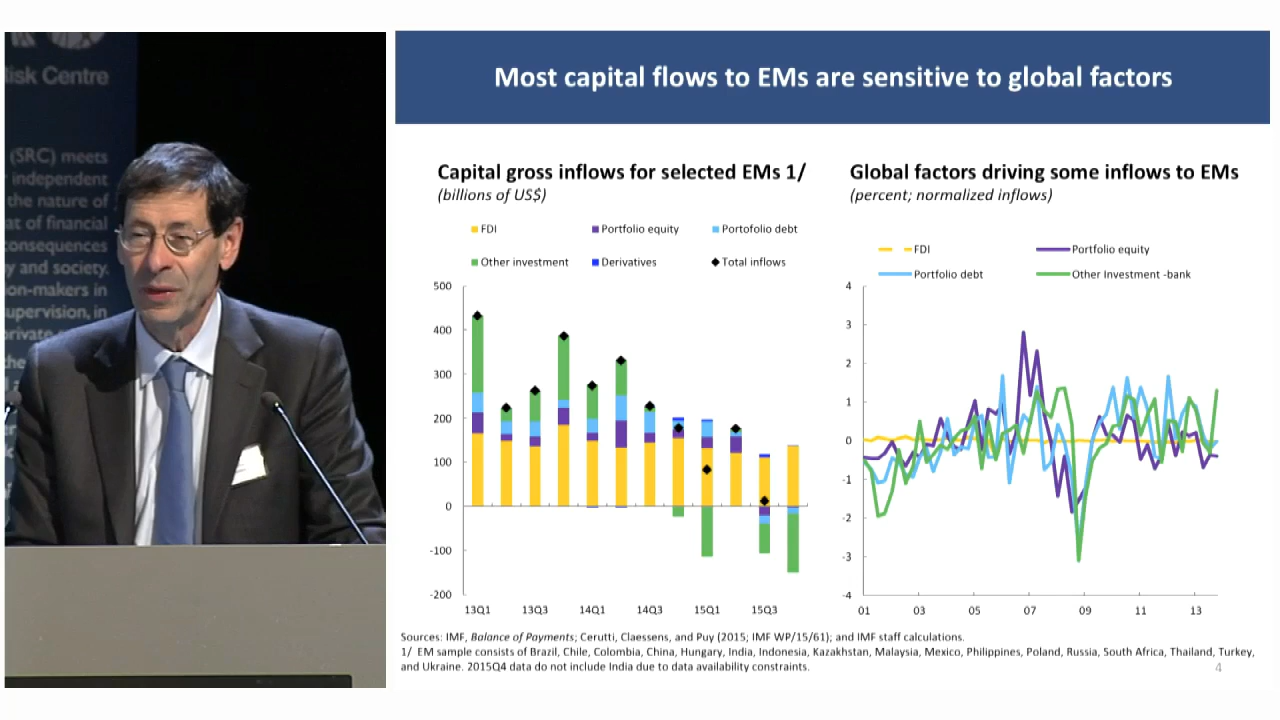 isk Centre
(SRC) meets
independent
the nature of
at of financial
consequences
y and society.
on-makers in
upervision, in
private
the
Most capital flows to EMs are sensitive to global factors
Capital gross inflows for selected EMs 1/
(billions of US$)
FDI Portfolio equity Portofolio debt
Other investment Derivatives Total inflows
500
400
300
200
100
0
-100
-200
13Q1 13Q3 14Q1 14Q3 15Q1 15Q3
Global factors driving some inflows to EMs
(percent; normalized inflows)
FDI Portfolio equity
Portfolio debt Other Investment -bank
4
3
2
1
0
-1
-2
-3
-4
01 03 05 07 09 11 13
Sources: IMF, Balance of Payments; Cerutti, Claessens, and Puy (2015; IMF WP/15/61); and IMF staff calculations.
1/ EM sample consists of Brazil, Chile, Colombia, China, Hungary, India, Indonesia, Kazakhstan, Malaysia, Mexico, Philippines, Poland, Russia, South Africa, Thailand, Turkey,
and Ukraine. 2015Q4 data do not include India due to data availability constraints.
4